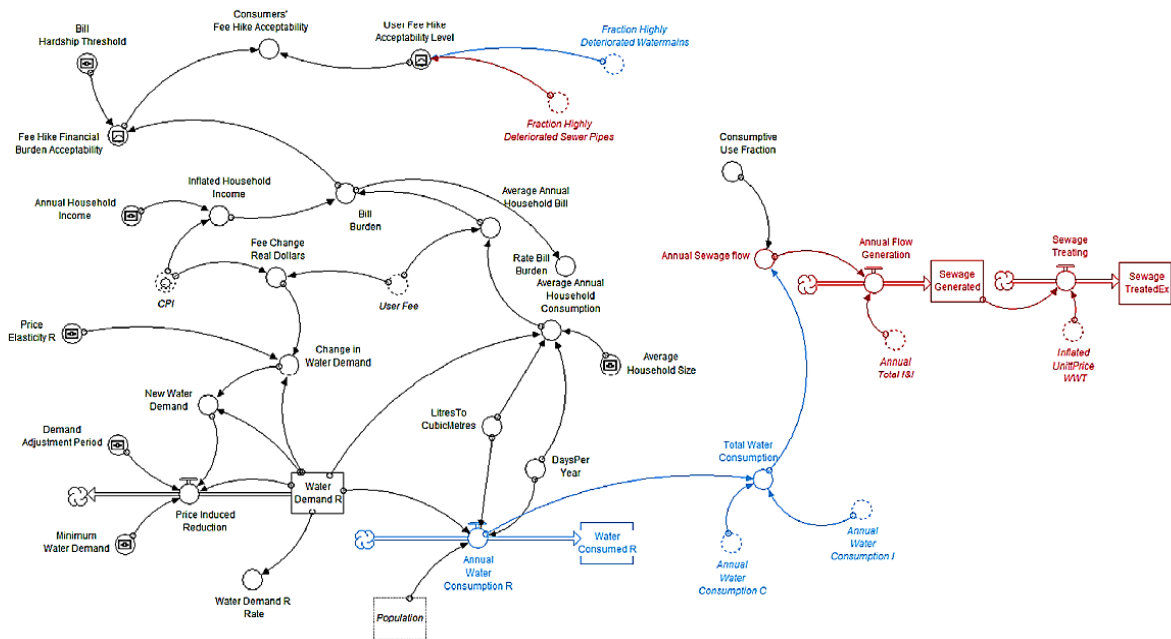 Bill
Hardship Threshold
Consumers'
Fee Hike Acceptability
User Fee Hike
Acceptability Level
Fraction Highly
Deteriorated Watermains
Fraction Highly
Deteriorated Sewer Pipes
Fee Hike Financial
Burden Acceptability
Inflated Household
Income
Annual Household
Income
Bill
Burden
Average Annual
Household Bill
Consumptive
Use Fraction
Fee Change
Real Dollars
CPI
User Fee
Rate Bill
Burden
Average Annual
Household
Consumption
Annual Sewage flow
Annual Flow
Generation
Sewage
Generated
Sewage
Treating
Sewage
TreatedEx
Annual
Total I&I
Inflated
UnitPrice
WWT
Price
Elasticity R
Change in
Water Demand
Average
Household Size
New Water
Demand
LitresTo
CubicMetres
Demand
Adjustment Period
DaysPer
Year
Total Water
Consumption
Water
Demand R
Price Induced
Reduction
Minimum
Water Demand
Annual
Water
Consumption R
Water
Consumed R
Annual
Water
Consumption I
Annual
Water
Consumption C
Water Demand R
Rate
Population